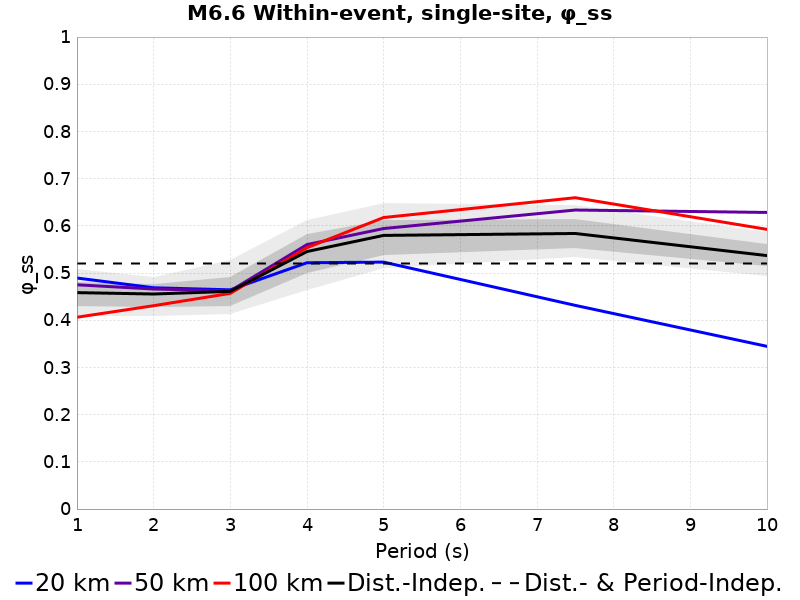 M6.6 Within-event, single-site, φ_ss
1
0.9
0.8
0.7
0.6
0.5
0.4
0.3
0.2
0.1
0
φ_ss
1 2 3 4 5 6 7 8 9 10
Period (s)
20 km 50 km 100 km Dist.-Indep. Dist.- & Period-Indep.